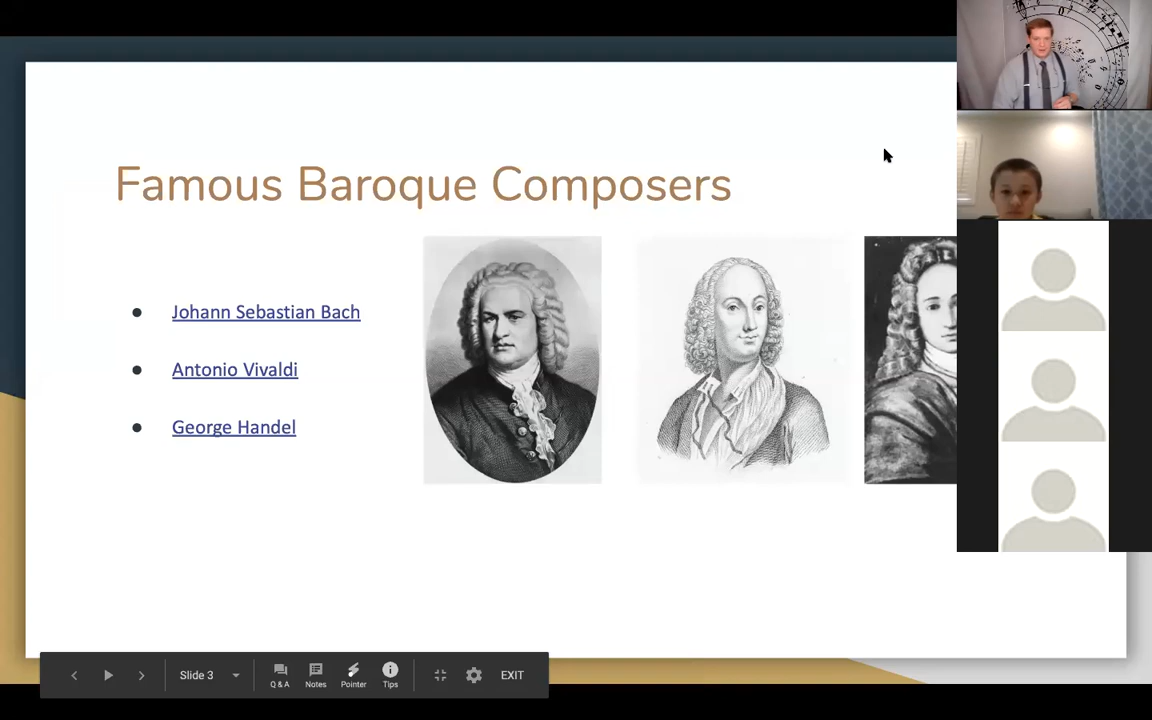 Famous Baroque Composers
Johann Sebastian Bach
Antonio Vivaldi
George Handel
Slide 3
Q & A
Notes
Pointer
Tips
EXIT